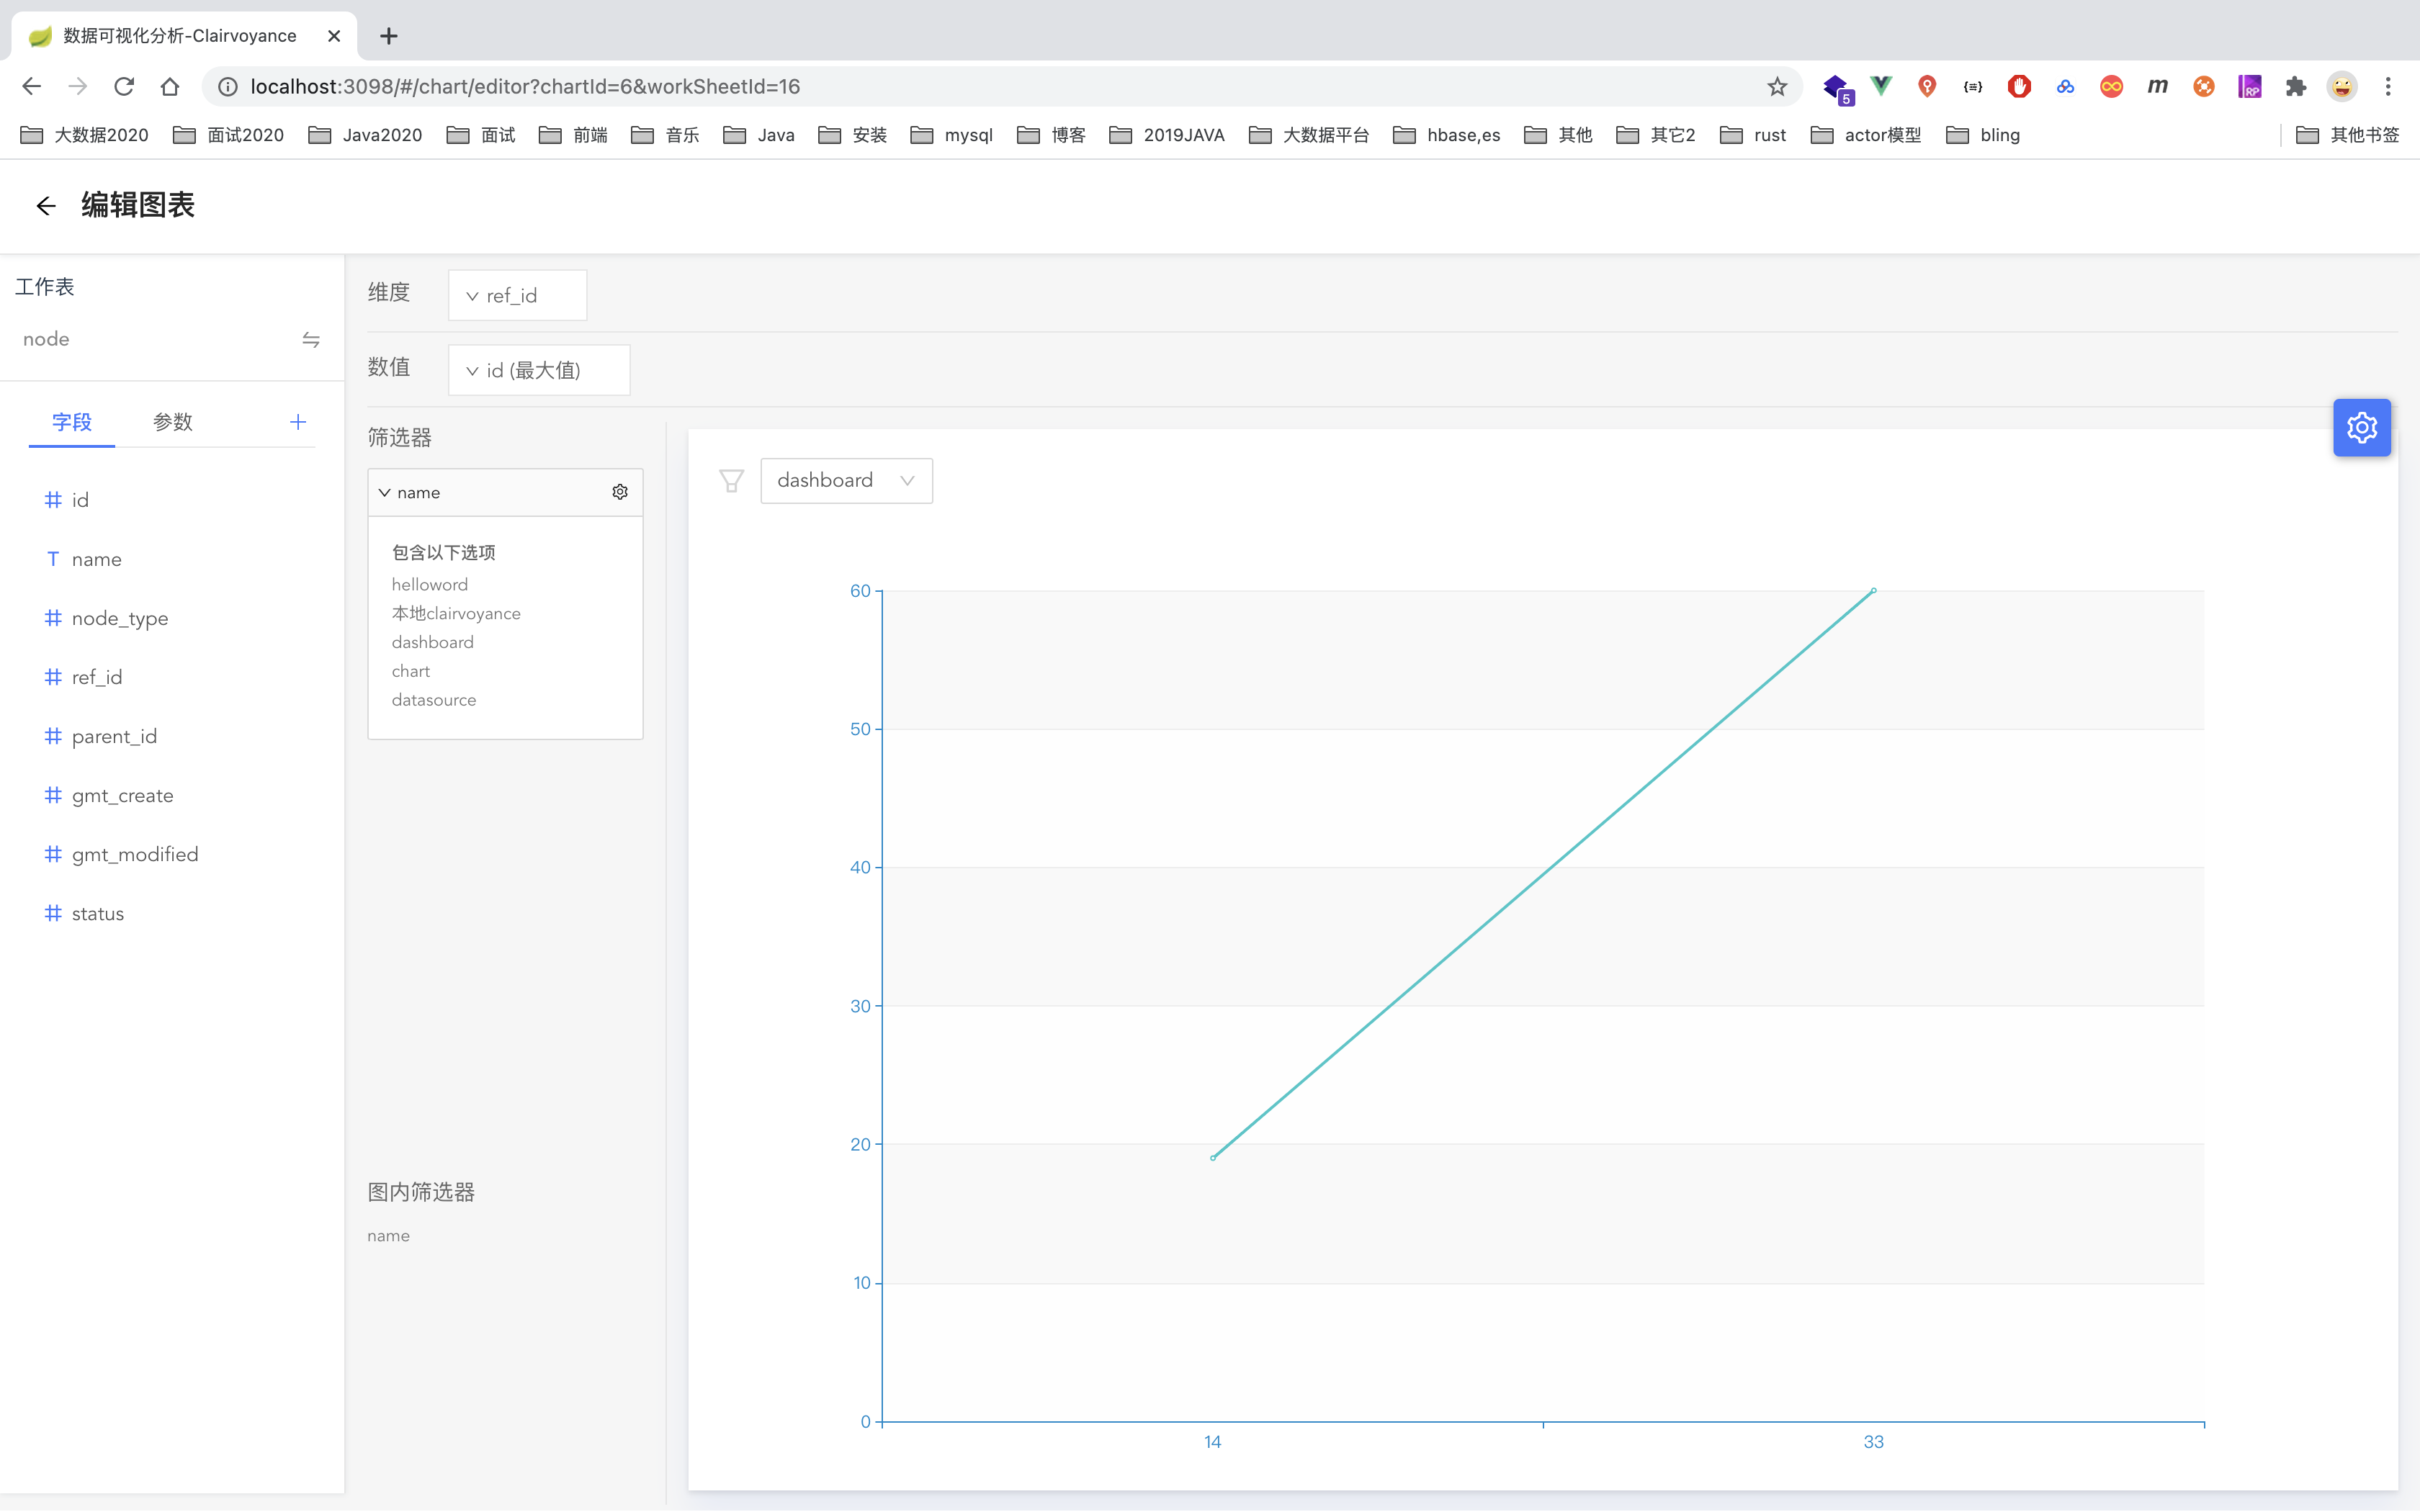 数据可视化分析-Clairvoyance
localhost:3098/#/chart/editor?chartId=6&workSheetId=16
5
{≡}
m
RP
大数据2020 面试2020 Java2020 面试 前端 音乐 Java 安装 mysql 博客 2019JAVA 大数据平台 hbase,es 其他 其它2 rust actor模型 bling 其他书签
编辑图表
工作表
node
字段 参数
id
T name
node_type
ref_id
parent_id
gmt_create
gmt_modified
status
维度 ref_id
数值 id (最大值)
筛选器
name
包含以下选项
helloword
本地clairvoyance
dashboard
chart
datasource
图内筛选器
name
dashboard
60
50
40
30
20
10
0
14 33